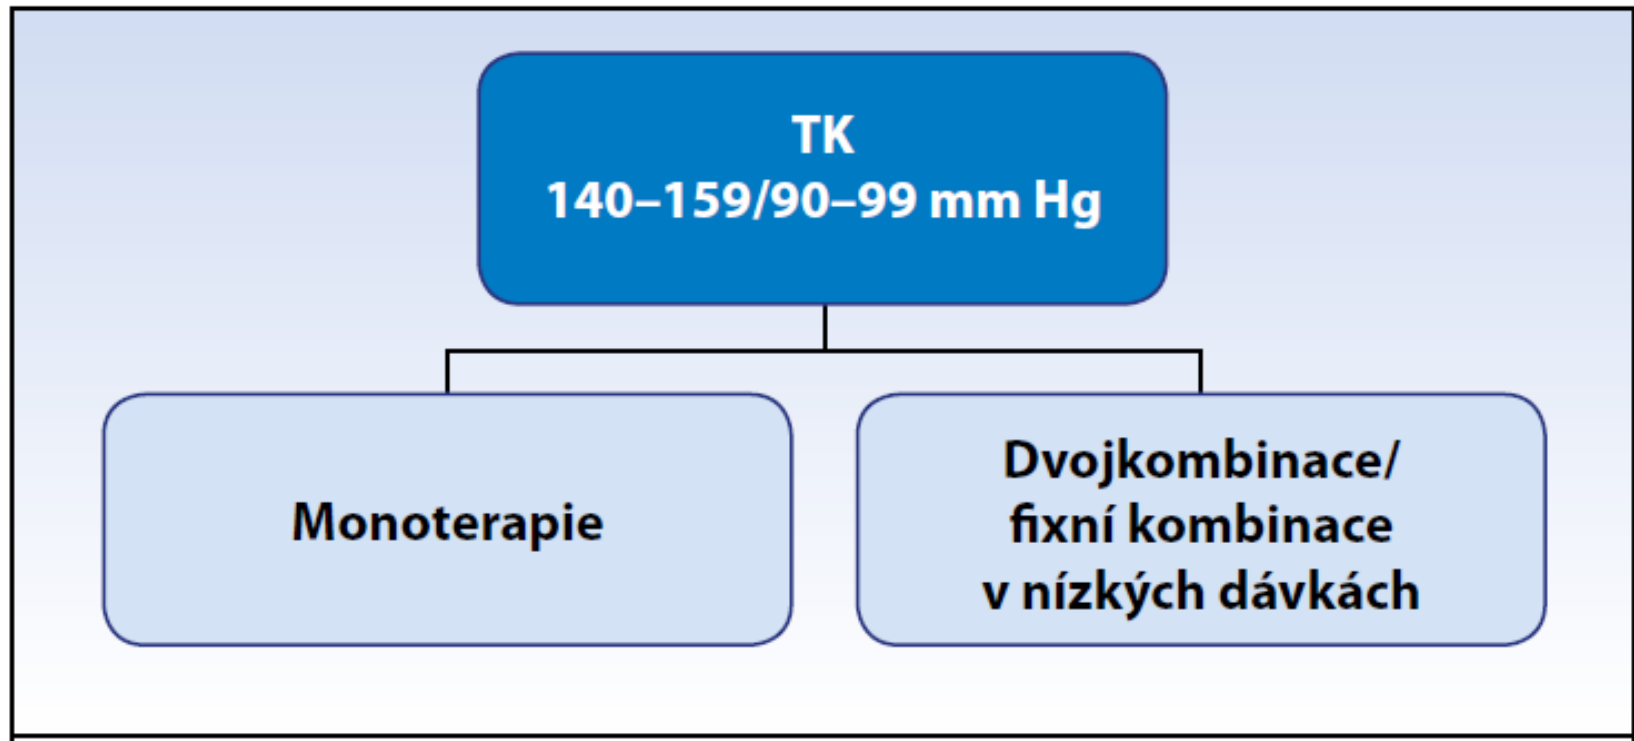 TK
140–159/90–99 mm Hg
Monoterapie
Dvojkombinace/
fixní kombinace
v nízkých dávkách